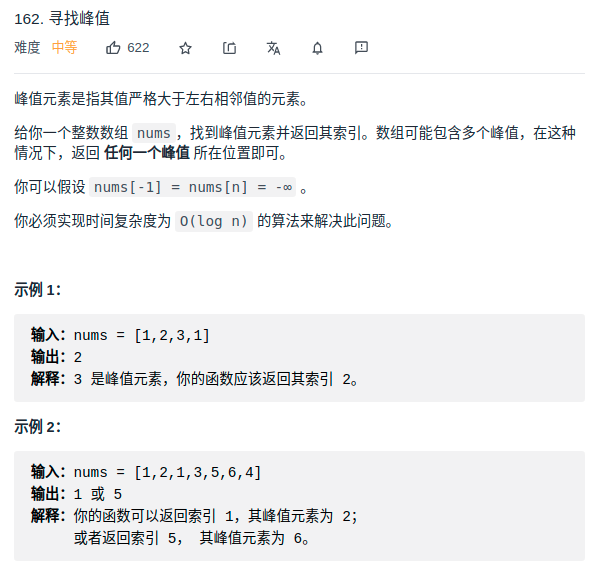 162. 寻找峰值
难度 中等 622
峰值元素是指其值严格大于左右相邻值的元素。
给你一个整数数组 nums，找到峰值元素并返回其索引。数组可能包含多个峰值，在这种
情况下，返回 任何一个峰值 所在位置即可。
你可以假设 nums[-1] = nums[n] = -∞ 。
你必须实现时间复杂度为 O(log n) 的算法来解决此问题。
示例 1：
输入：nums = [1,2,3,1]
输出：2
解释：3 是峰值元素，你的函数应该返回其索引 2。
示例 2：
输入：nums = [1,2,1,3,5,6,4]
输出：1 或 5
解释：你的函数可以返回索引 1，其峰值元素为 2；
或者返回索引 5， 其峰值元素为 6。